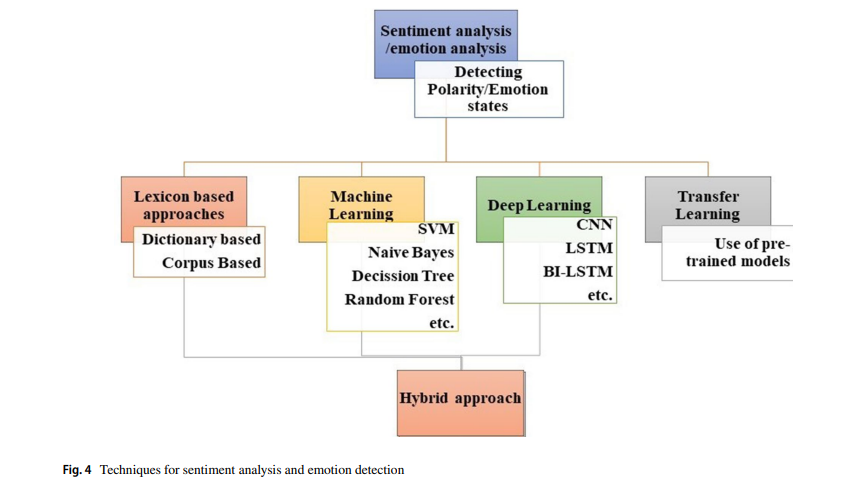 Sentiment analysis
/emotion analysis
Detecting
Polarity/Emotion
states
Lexicon based
approaches
Dictionary based
Corpus Based
Machine
Learning
SVM
Naive Bayes
Decission Tree
Random Forest
etc.
Deep Learning
CNN
LSTM
BI-LSTM
etc.
Transfer
Learning
Use of pre-
trained models
Hybrid approach
Fig. 4 Techniques for sentiment analysis and emotion detection